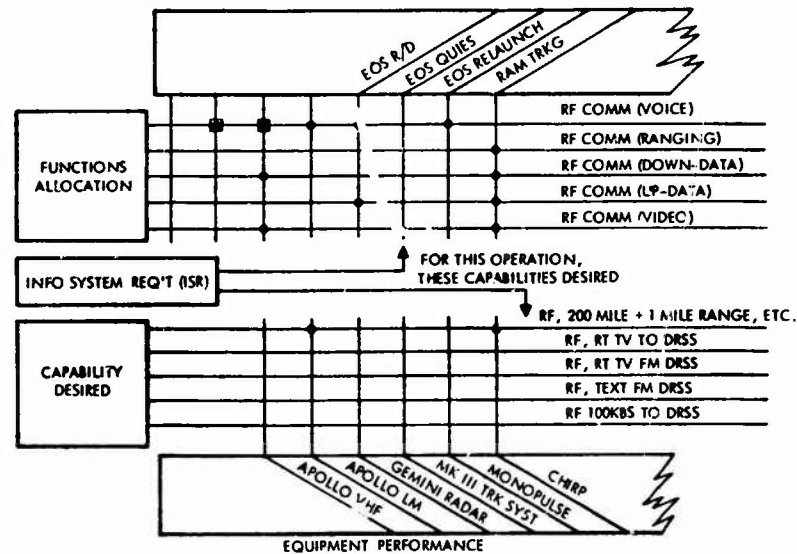 EOS R/D
EOS QUIES
EOS RELAUNCH
RAM TRKG
RF COMM (VOICE)
RF COMM (RANGING)
RF COMM (DOWN-DATA)
RF COMM (UP-DATA)
RF COMM (VIDEO)
FUNCTIONS
ALLOCATION
INFO SYSTEM REQ'T (ISR)
FOR THIS OPERATION,
THESE CAPABILITIES DESIRED
RF, 200 MILE + 1 MILE RANGE, ETC.
RF, RT TV TO DRSS
RF, RT TV FM DRSS
RF, TEXT FM DRSS
RF 100KBS TO DRSS
CAPABILITY
DESIRED
APOLLO VHF
APOLLO LM
GEMINI RADAR
MK III TRK SYST
MONOPULSE
CHIRP
EQUIPMENT PERFORMANCE